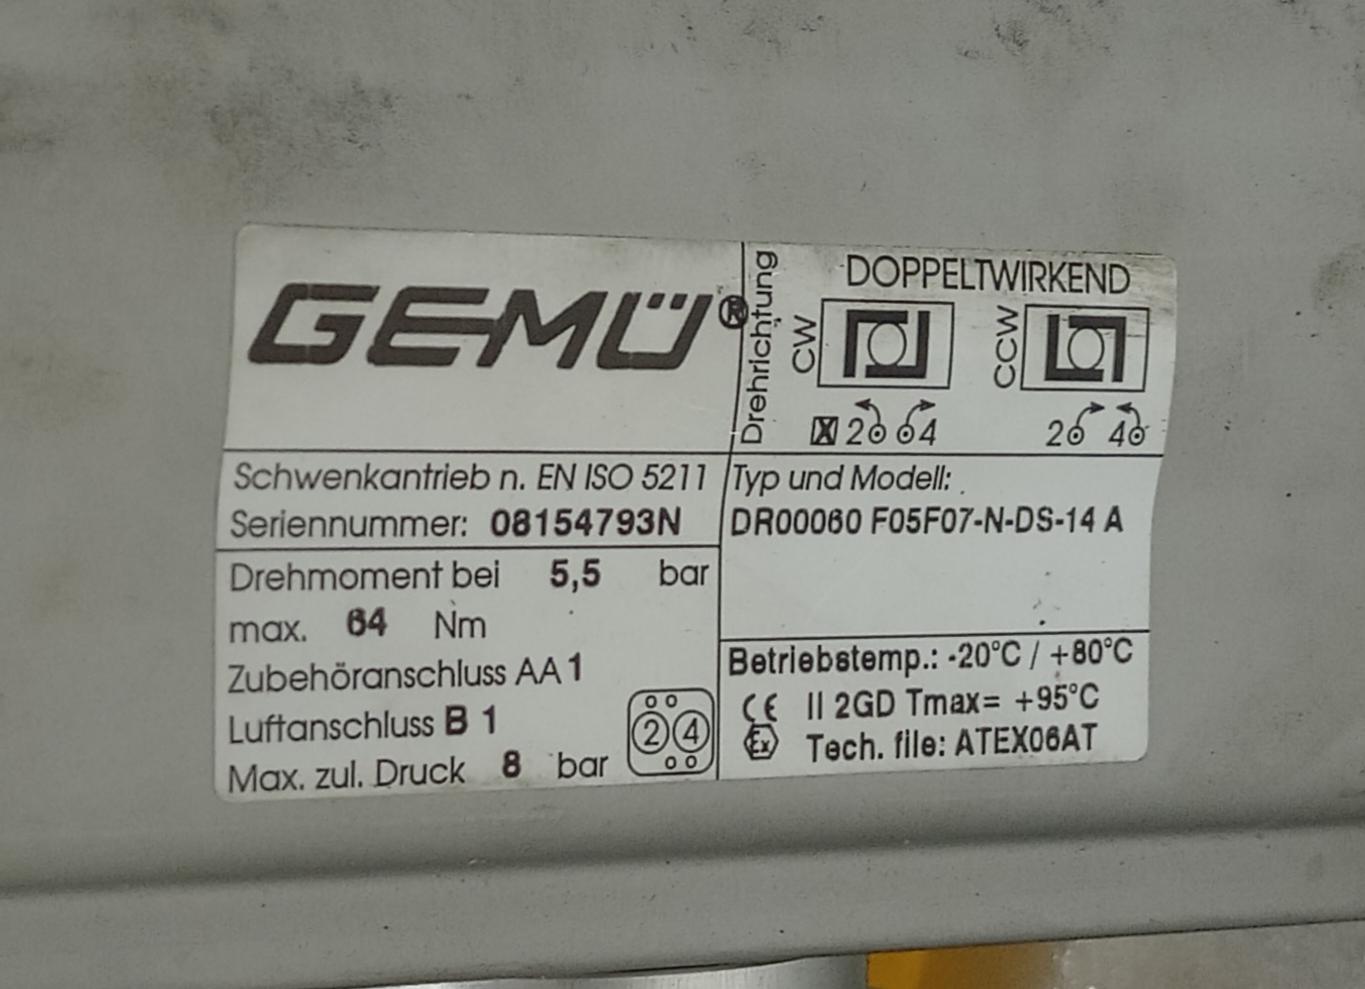 GEMÜ®
Drehrichtung
DOPPELTWIRKEND
CW
CCW
X 2 4
2 4
Schwenkantrieb n. EN ISO 5211
Seriennummer: 08154793N
Typ und Modell:
DR00060 F05F07-N-DS-14 A
Drehmoment bei 5,5 bar
max. 64 Nm
Zubehöranschluss AA 1
Luftanschluss B 1
Max. zul. Druck 8 bar
2 4
Betriebstemp.: -20°C / +80°C
CE II 2GD Tmax= +95°C
Ex Tech. file: ATEX06AT